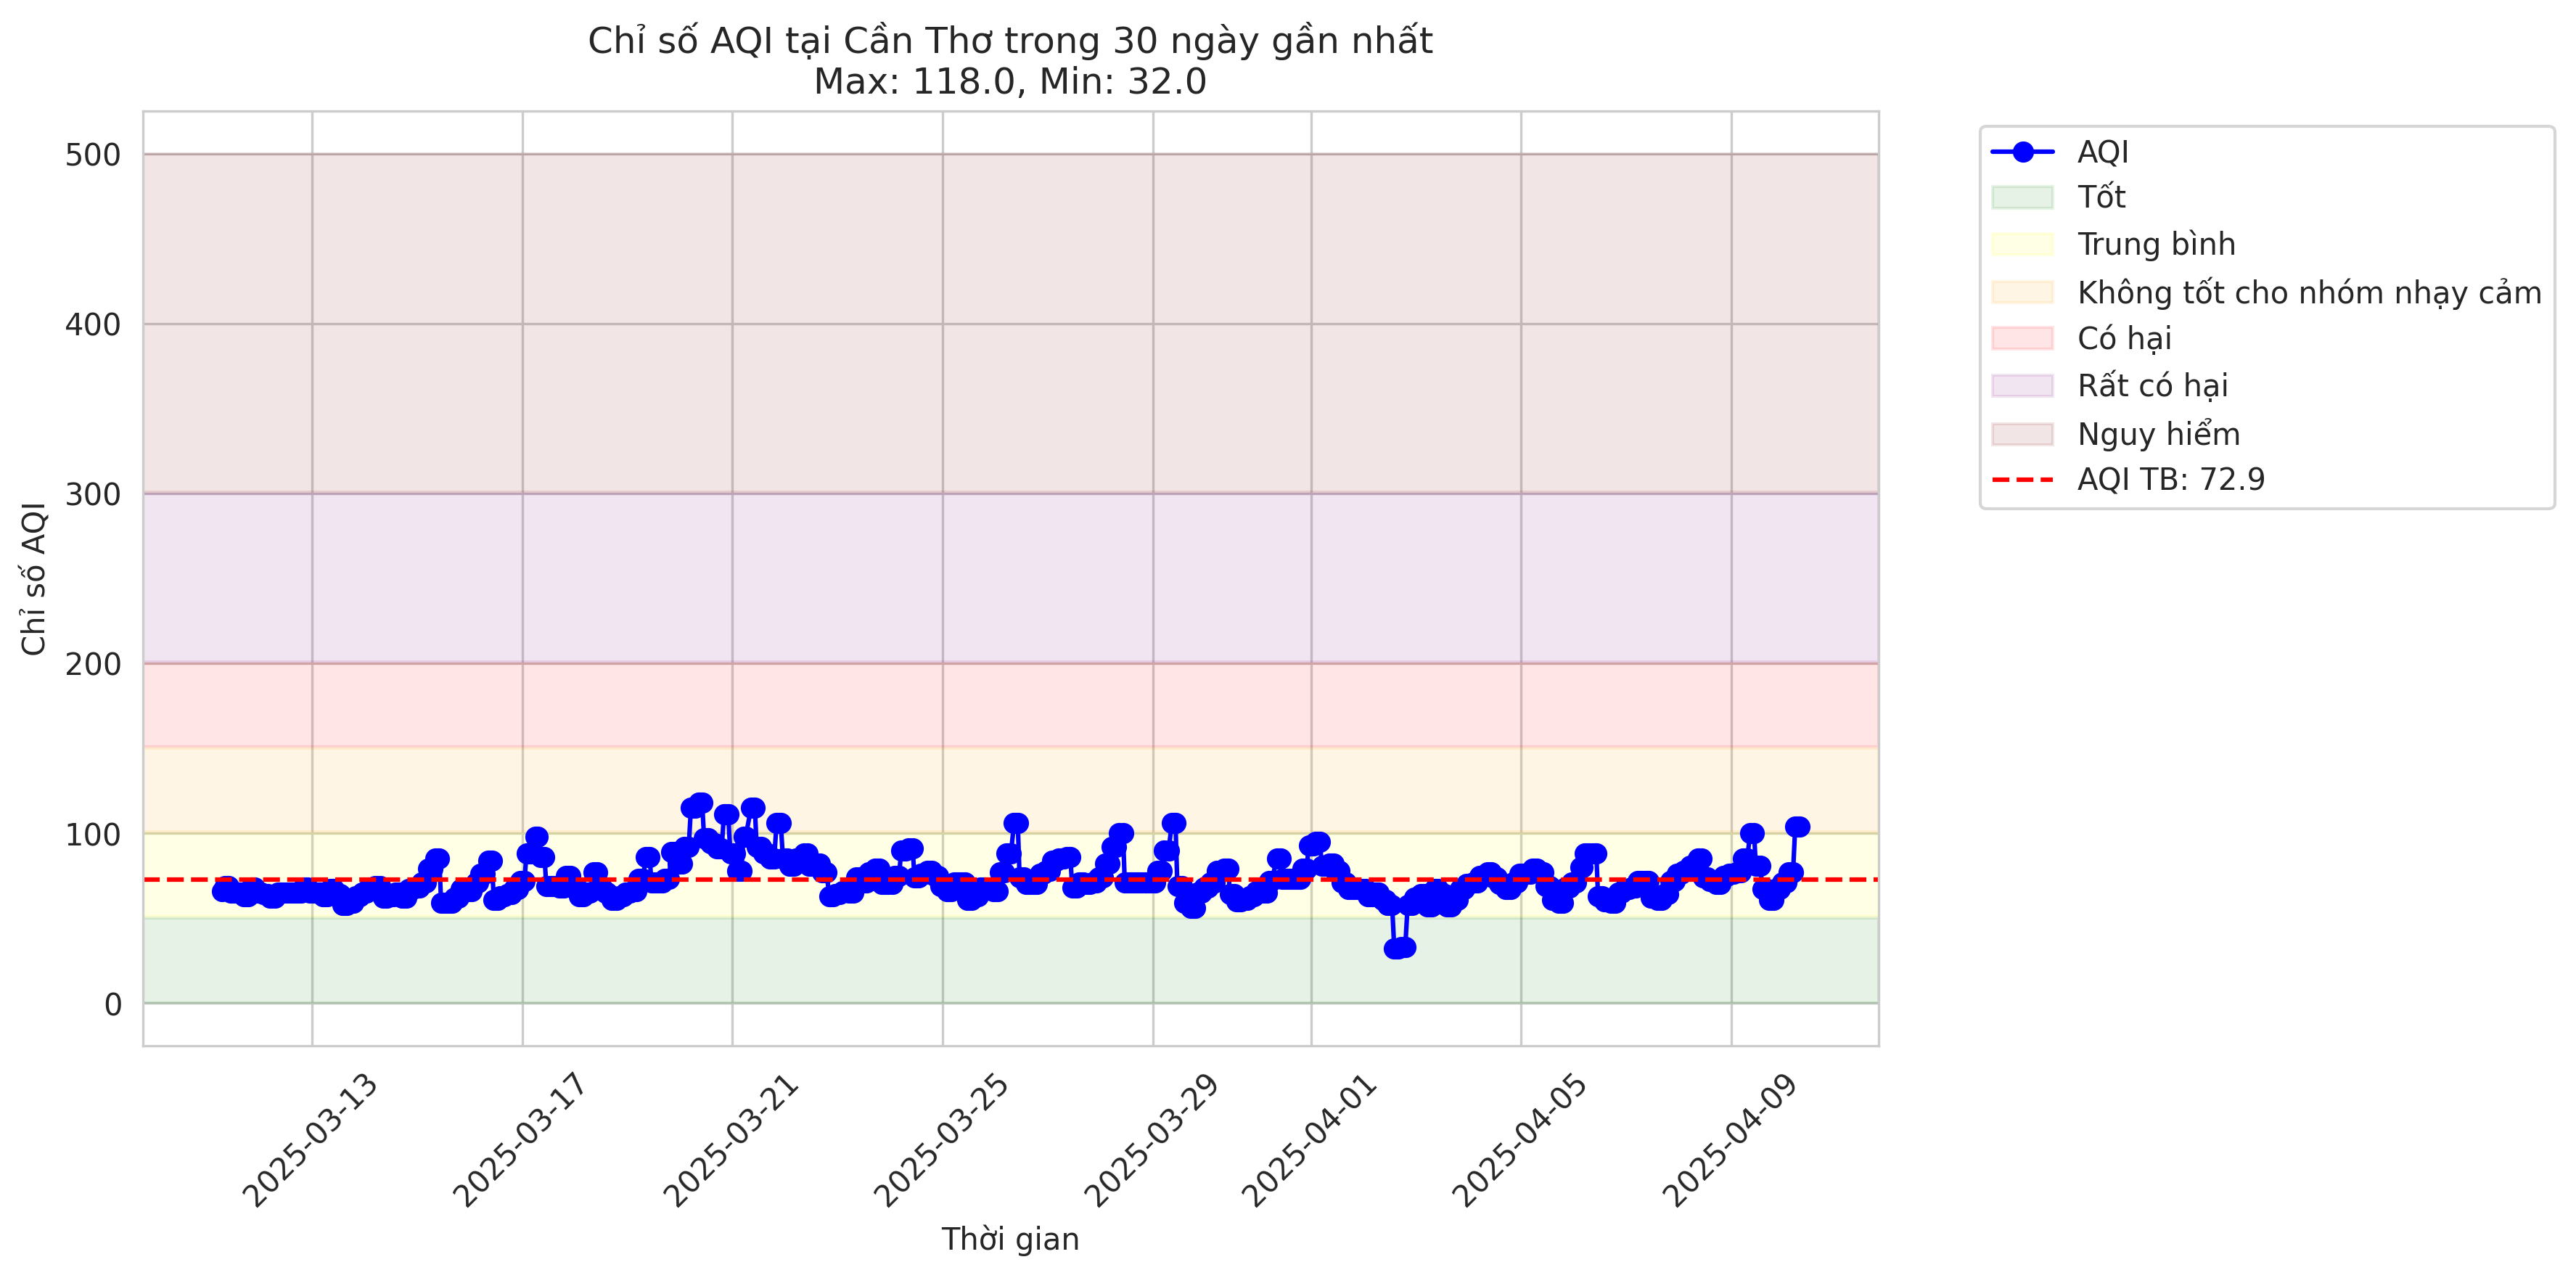 Chỉ số AQI tại Cần Thơ trong 30 ngày gần nhất
Max: 118.0, Min: 32.0
Chỉ số AQI
500
400
300
200
100
0
2025-03-13
2025-03-17
2025-03-21
2025-03-25
2025-03-29
2025-04-01
2025-04-05
2025-04-09
Thời gian
AQI
Tốt
Trung bình
Không tốt cho nhóm nhạy cảm
Có hại
Rất có hại
Nguy hiểm
AQI TB: 72.9